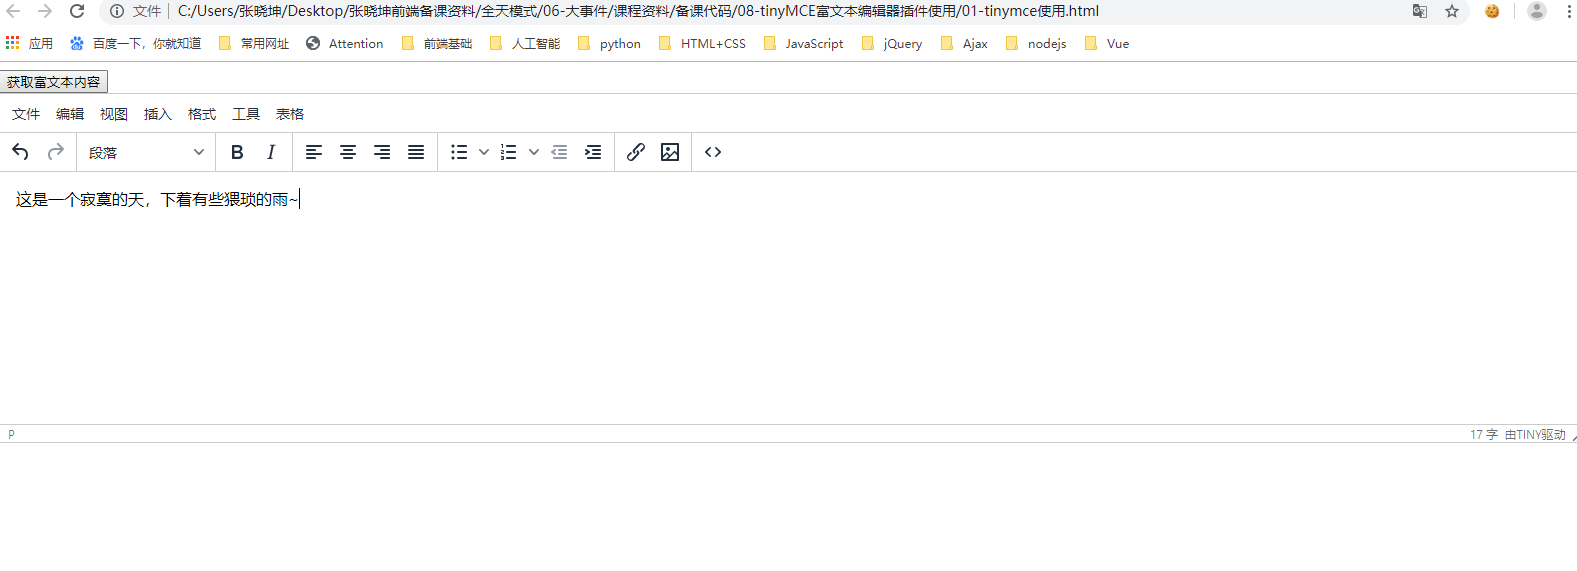 文件 C:/Users/张晓坤/Desktop/张晓坤前端备课资料/全天模式/06-大事件/课程资料/备课代码/08-tinyMCE富文本编辑器插件使用/01-tinymce使用.html
应用 百度一下，你就知道 常用网址 Attention 前端基础 人工智能 python HTML+CSS JavaScript jQuery Ajax nodejs Vue
获取富文本内容
文件 编辑 视图 插入 格式 工具 表格
段落 B I
这是一个寂寞的天，下着有些猥琐的雨~
P 17 字 由TINY驱动